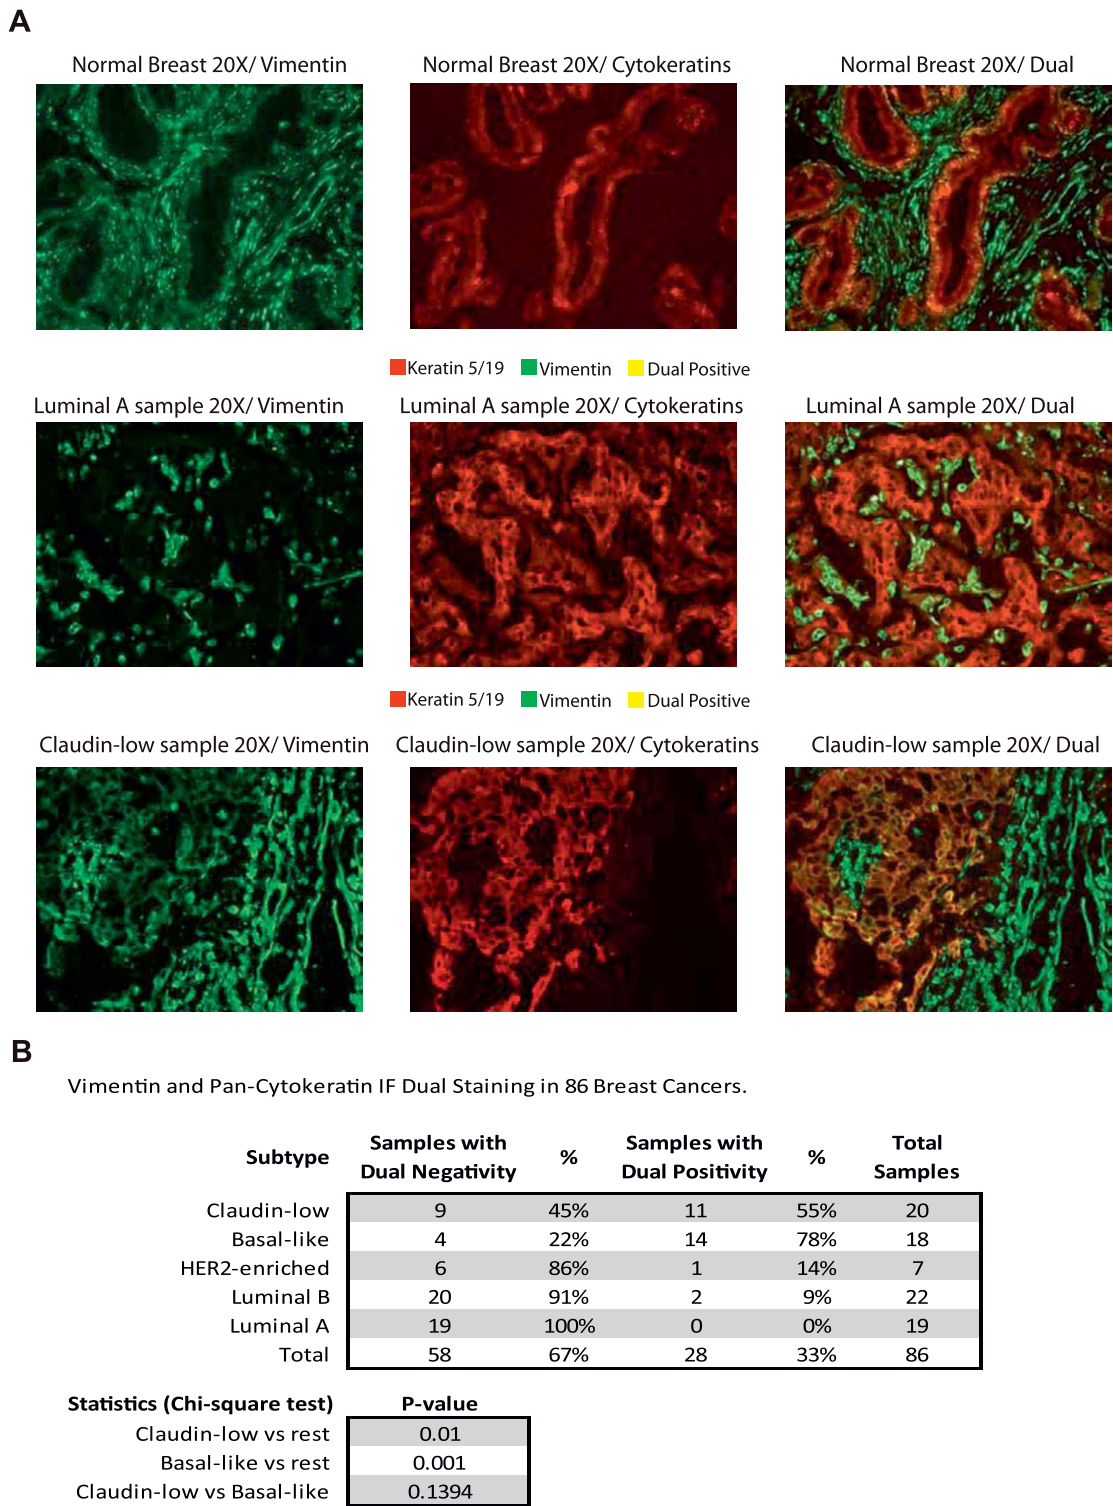 A
Normal Breast 20X/ Vimentin
Normal Breast 20X/ Cytokeratins
Normal Breast 20X/ Dual
Keratin 5/19 Vimentin Dual Positive
Luminal A sample 20X/ Vimentin
Luminal A sample 20X/ Cytokeratins
Luminal A sample 20X/ Dual
Keratin 5/19 Vimentin Dual Positive
Claudin-low sample 20X/ Vimentin
Claudin-low sample 20X/ Cytokeratins
Claudin-low sample 20X/ Dual
B
Vimentin and Pan-Cytokeratin IF Dual Staining in 86 Breast Cancers.
Subtype Samples with Dual Negativity % Samples with Dual Positivity % Total Samples
Claudin-low 9 45% 11 55% 20
Basal-like 4 22% 14 78% 18
HER2-enriched 6 86% 1 14% 7
Luminal B 20 91% 2 9% 22
Luminal A 19 100% 0 0% 19
Total 58 67% 28 33% 86
Statistics (Chi-square test) P-value
Claudin-low vs rest 0.01
Basal-like vs rest 0.001
Claudin-low vs Basal-like 0.1394